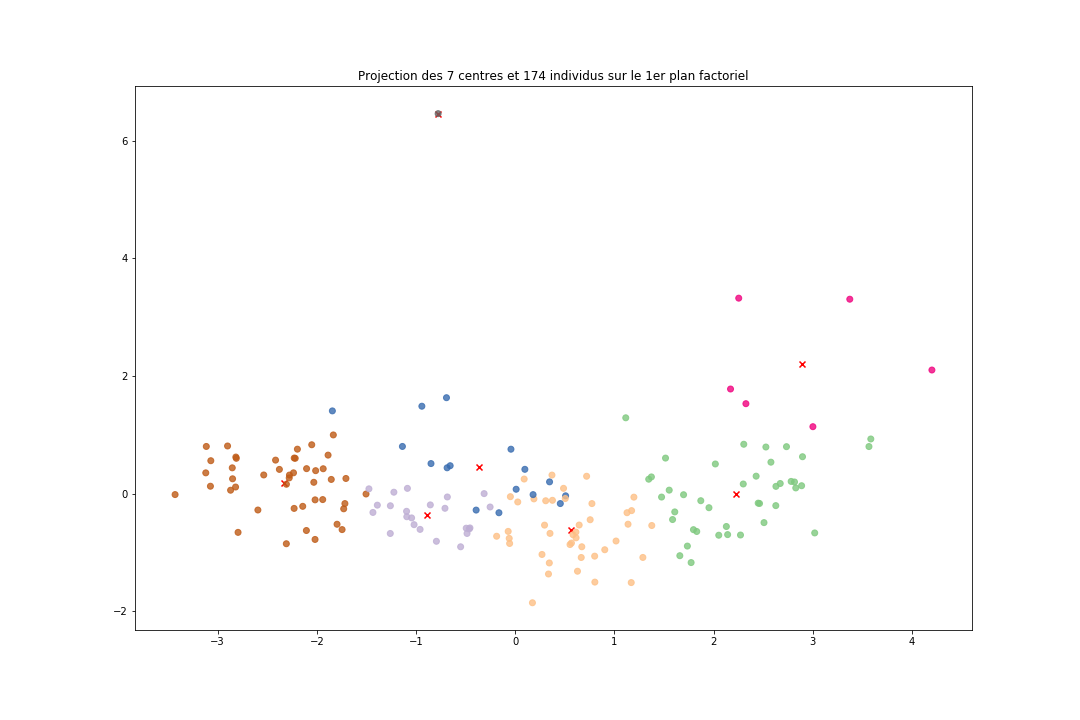 Projection des 7 centres et 174 individus sur le 1er plan factoriel
6
4
2
0
−2
−3 −2 −1 0 1 2 3 4